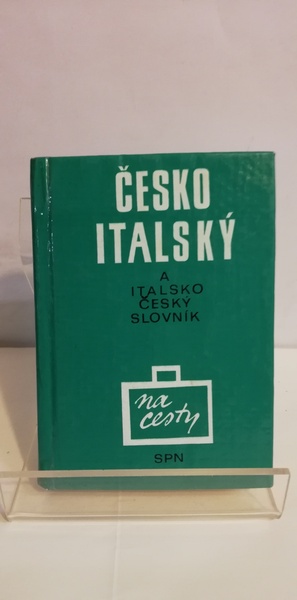 ČESKO
ITALSKÝ
A
ITALSKO
ČESKÝ
SLOVNÍK
na
cesty
SPN